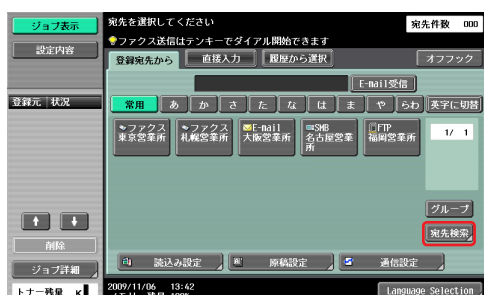 ジョブ表示
設定内容
登録元 状況
削除
ジョブ詳細
トナー残量 K
宛先を選択してください
宛先件数 000
ファクス送信はテンキーでダイアル開始できます
登録宛先から 直接入力 履歴から選択 オフフック
E-mail受信
常用 あ か さ た な は ま や らわ 英字に切替
ファクス
東京営業所
ファクス
札幌営業所
E-mail
大阪営業所
SMB
名古屋営業
所
FTP
福岡営業所
1/ 1
グループ
宛先検索
読込み設定 原稿設定 通信設定
2009/11/06 13:42
メモリ 残量 100%
Language Selection